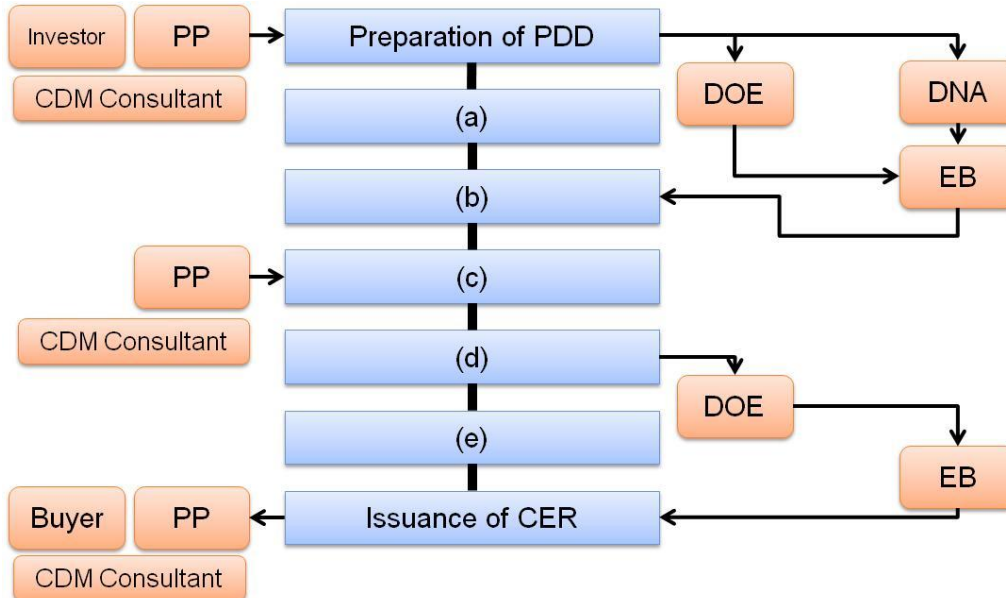 Investor
PP
Preparation of PDD
CDM Consultant
DOE
DNA
(a)
(b)
EB
PP
(c)
CDM Consultant
(d)
DOE
(e)
EB
Buyer
PP
Issuance of CER
CDM Consultant